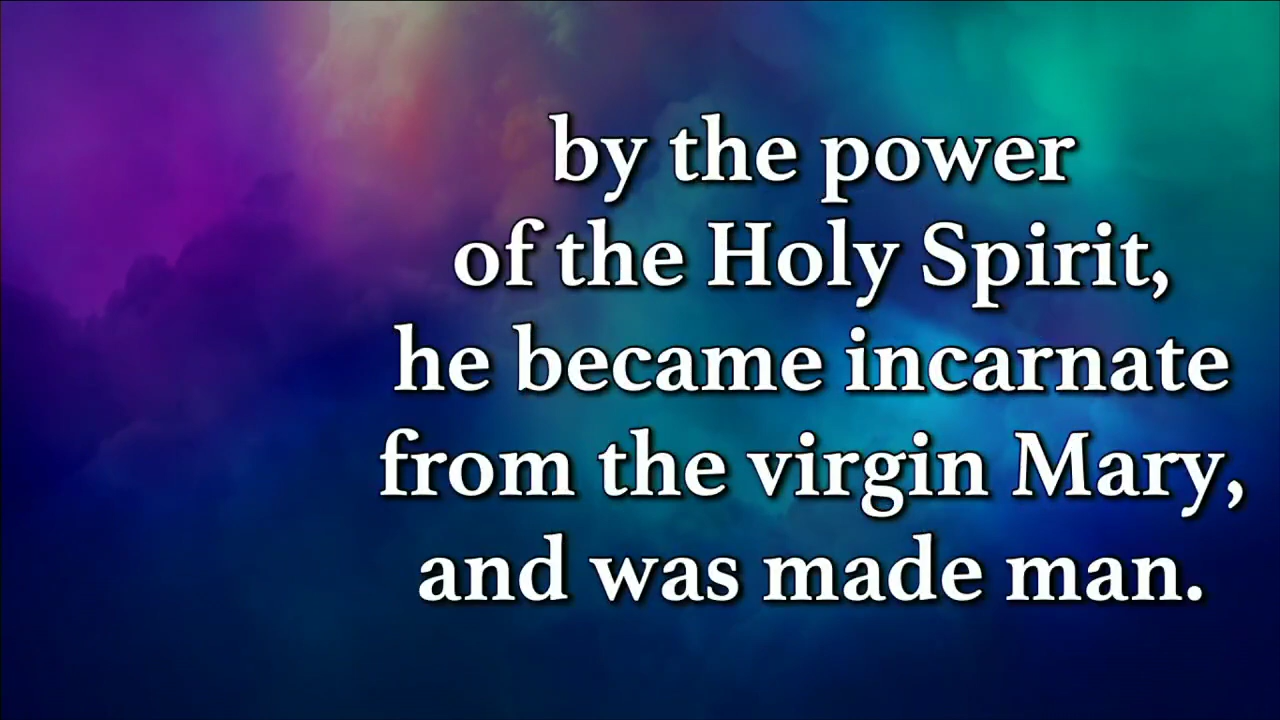 by the power
of the Holy Spirit,
he became incarnate
from the virgin Mary,
and was made man.